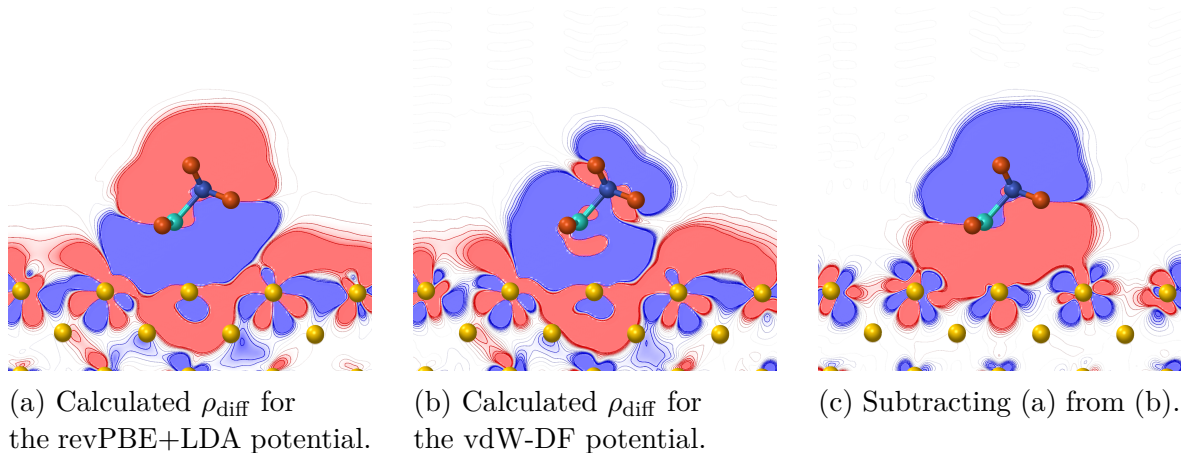 (a) Calculated ρdiff for
the revPBE+LDA potential.
(b) Calculated ρdiff for
the vdW-DF potential.
(c) Subtracting (a) from (b).